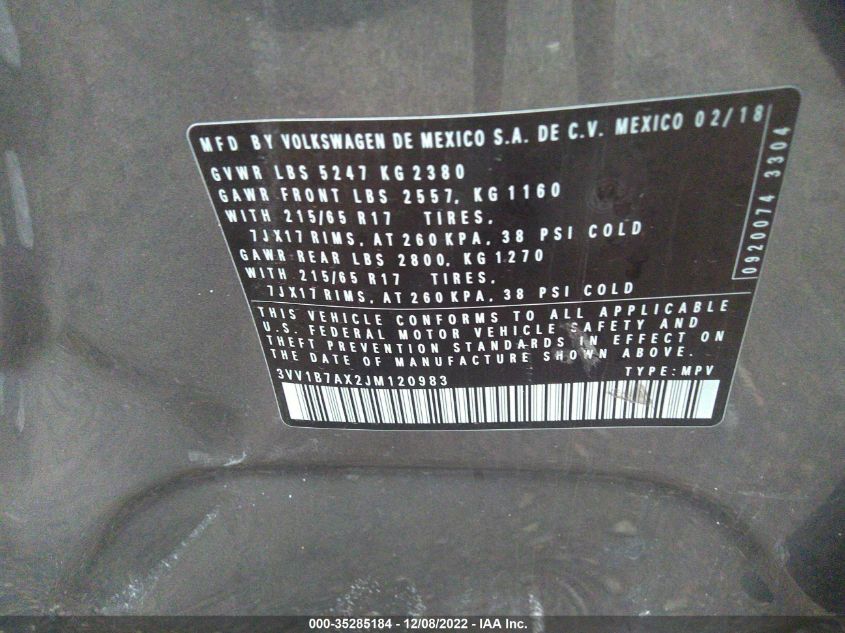 MFD BY VOLKSWAGEN DE MEXICO S.A. DE C.V. MEXICO 02/18
GVWR LBS 5247 KG 2380
GAWR FRONT LBS 2557, KG 1160
WITH 215/65 R17 TIRES,
7JX17 RIMS, AT 260 KPA, 38 PSI COLD
GAWR REAR LBS 2800, KG 1270
WITH 215/65 R17 TIRES,
7JX17 RIMS, AT 260 KPA, 38 PSI COLD
0920074 3304
THIS VEHICLE CONFORMS TO ALL APPLICABLE
U.S. FEDERAL MOTOR VEHICLE SAFETY AND
THEFT PREVENTION STANDARDS IN EFFECT ON
THE DATE OF MANUFACTURE SHOWN ABOVE.
3VV1B7AX2JM120983 TYPE: MPV
000-35285184 - 12/08/2022 - IAA Inc.